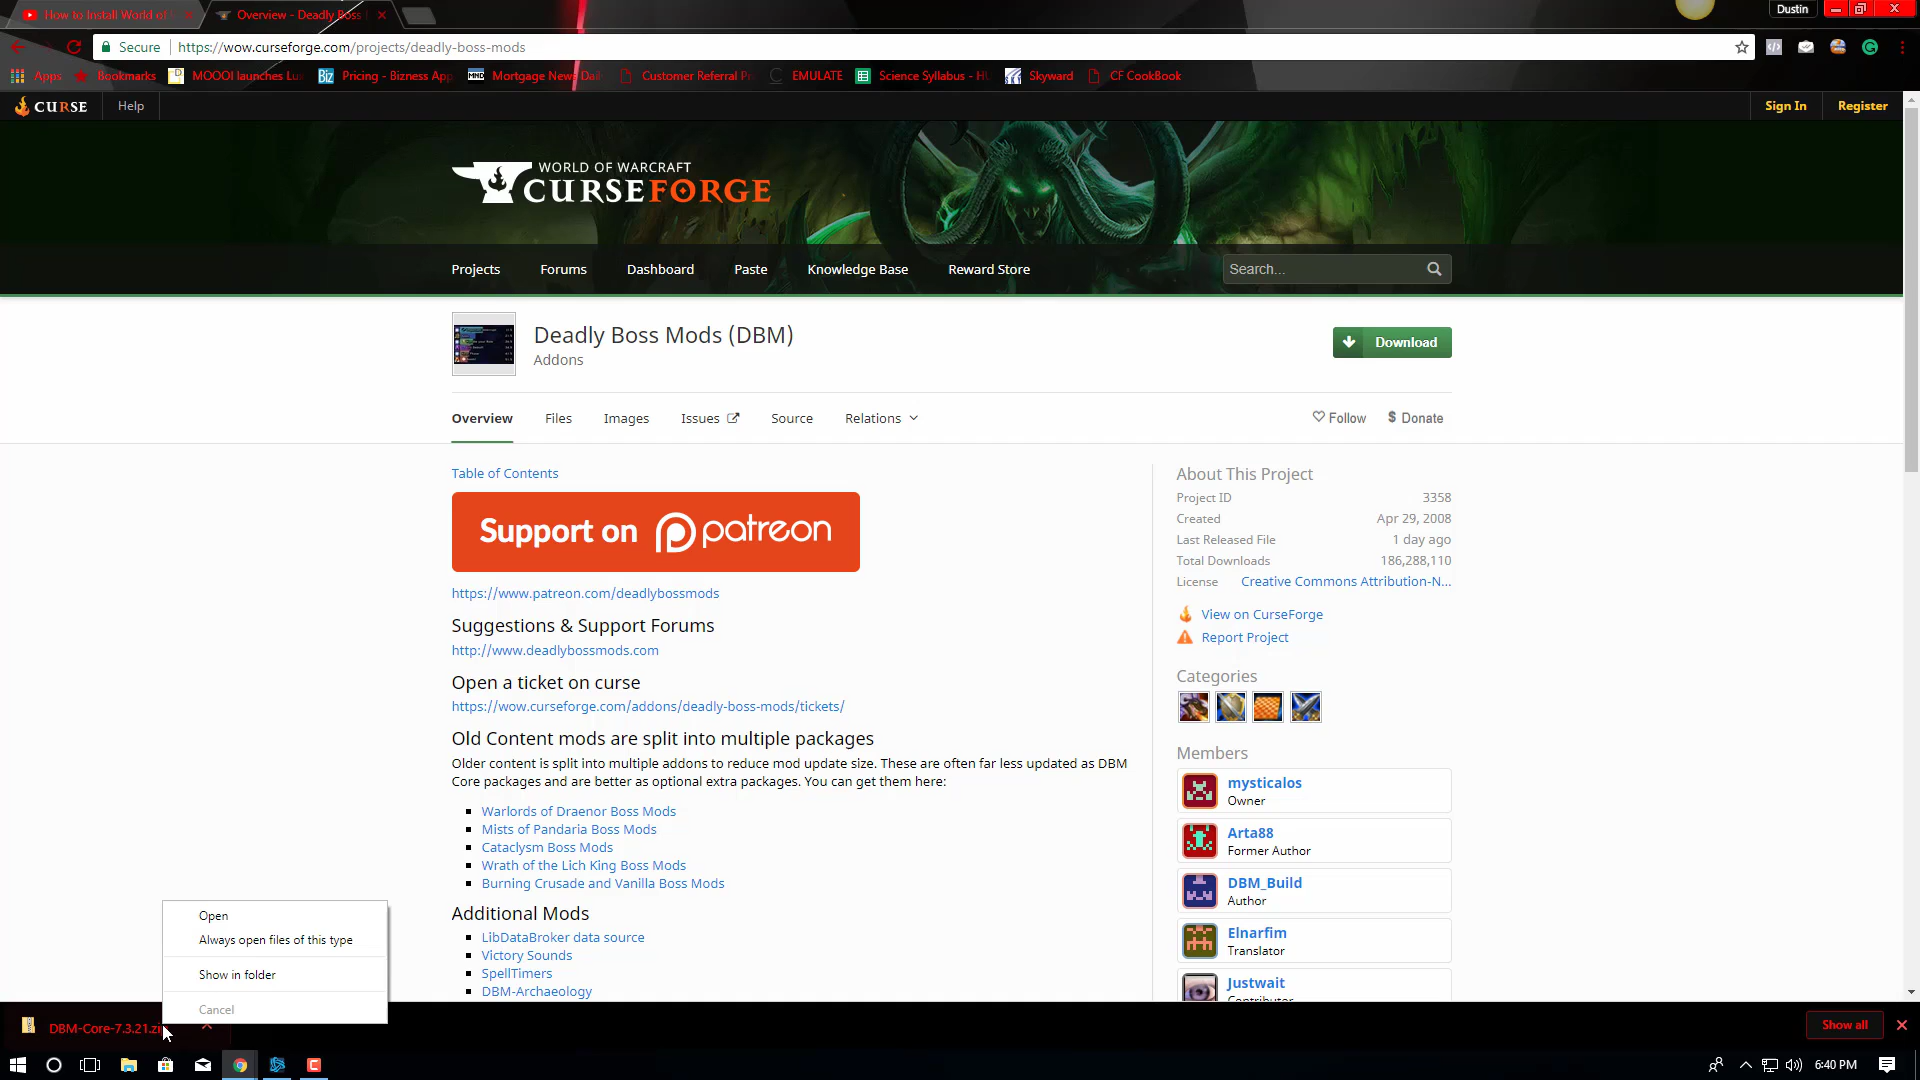 How to Install World of
Overview - Deadly Boss
Dustin
Secure https://wow.curseforge.com/projects/deadly-boss-mods
Apps Bookmarks MOOOI launches Lu Biz Pricing - Bizness App MND Mortgage News Dail Customer Referral Pr EMULATE Science Syllabus - HU Skyward CF CookBook
CURSE Help Sign In Register
WORLD OF WARCRAFT
CURSEFORGE
Projects Forums Dashboard Paste Knowledge Base Reward Store Search...
Deadly Boss Mods (DBM)
Addons
Download
Overview Files Images Issues Source Relations Follow $ Donate
Table of Contents
Support on patreon
https://www.patreon.com/deadlybossmods
Suggestions & Support Forums
http://www.deadlybossmods.com
Open a ticket on curse
https://wow.curseforge.com/addons/deadly-boss-mods/tickets/
Old Content mods are split into multiple packages
Older content is split into multiple addons to reduce mod update size. These are often far less updated as DBM
Core packages and are better as optional extra packages. You can get them here:
Warlords of Draenor Boss Mods
Mists of Pandaria Boss Mods
Cataclysm Boss Mods
Wrath of the Lich King Boss Mods
Burning Crusade and Vanilla Boss Mods
Additional Mods
LibDataBroker data source
Victory Sounds
SpellTimers
DBM-Archaeology
About This Project
Project ID 3358
Created Apr 29, 2008
Last Released File 1 day ago
Total Downloads 186,288,110
License Creative Commons Attribution-N...
View on CurseForge
Report Project
Categories
Members
mysticalos
Owner
Arta88
Former Author
DBM_Build
Author
Elnarfim
Translator
Justwait
Contributor
Open
Always open files of this type
Show in folder
Cancel
DBM-Core-7.3.21.zi
Show all
6:40 PM